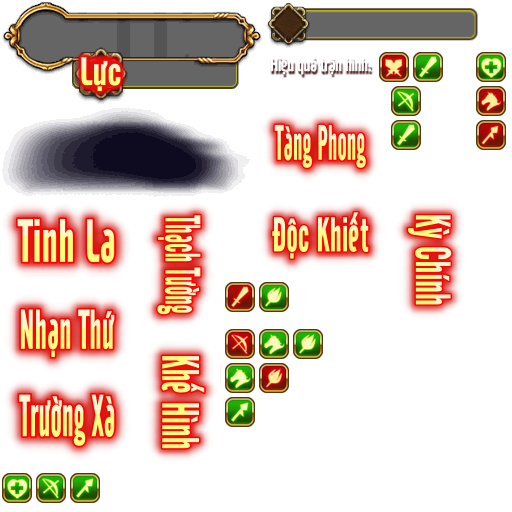 Lực
Hiệu quả trận hình:
Tàng Phong
Tinh La
Thạch Tường
Độc Khiết
Kỳ Chính
Nhạn Thứ
Khế Hình
Trường Xà